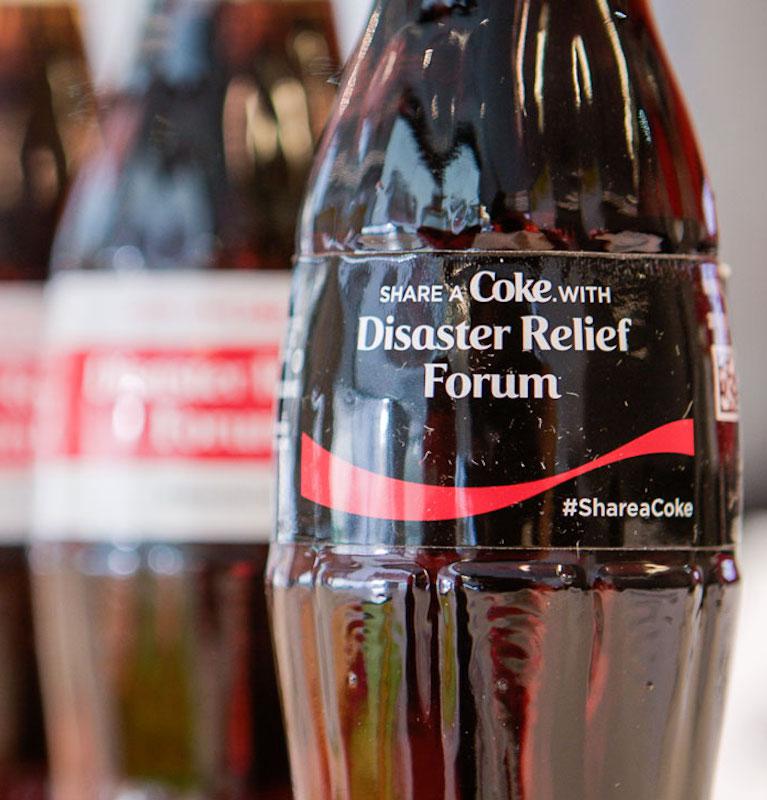 SHARE A Coke. WITH
Disaster Relief
Forum
#ShareaCoke